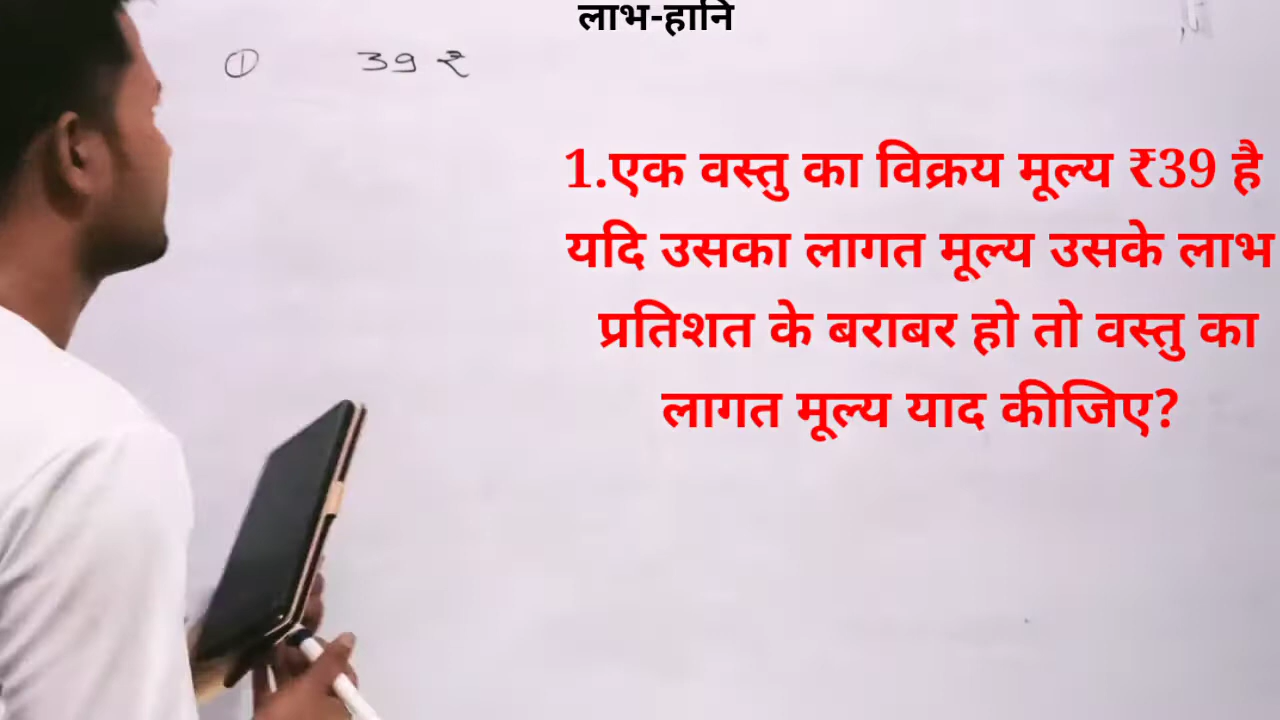 लाभ-हानि
① 39 ₹
1.एक वस्तु का विक्रय मूल्य ₹39 है
यदि उसका लागत मूल्य उसके लाभ
प्रतिशत के बराबर हो तो वस्तु का
लागत मूल्य याद कीजिए?